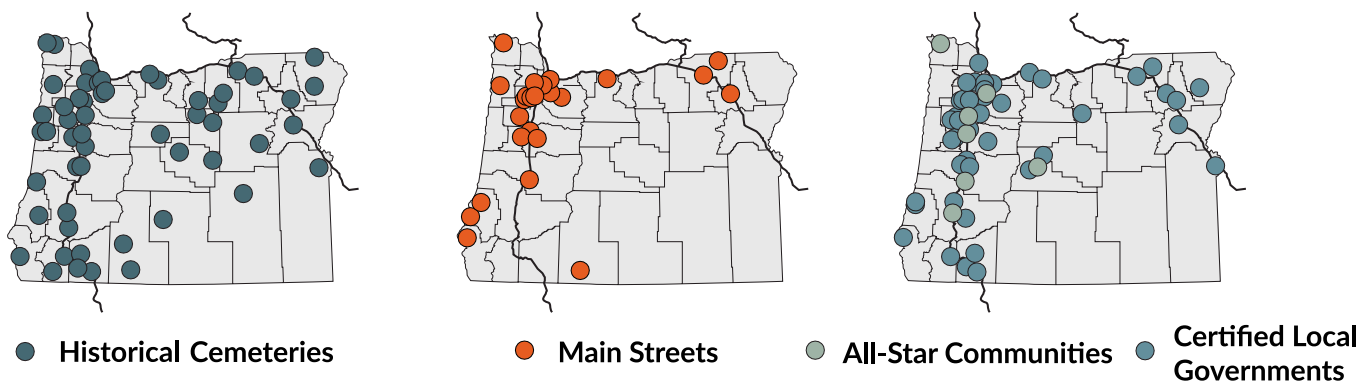 Historical Cemeteries
Main Streets
All-Star Communities
Certified Local
Governments